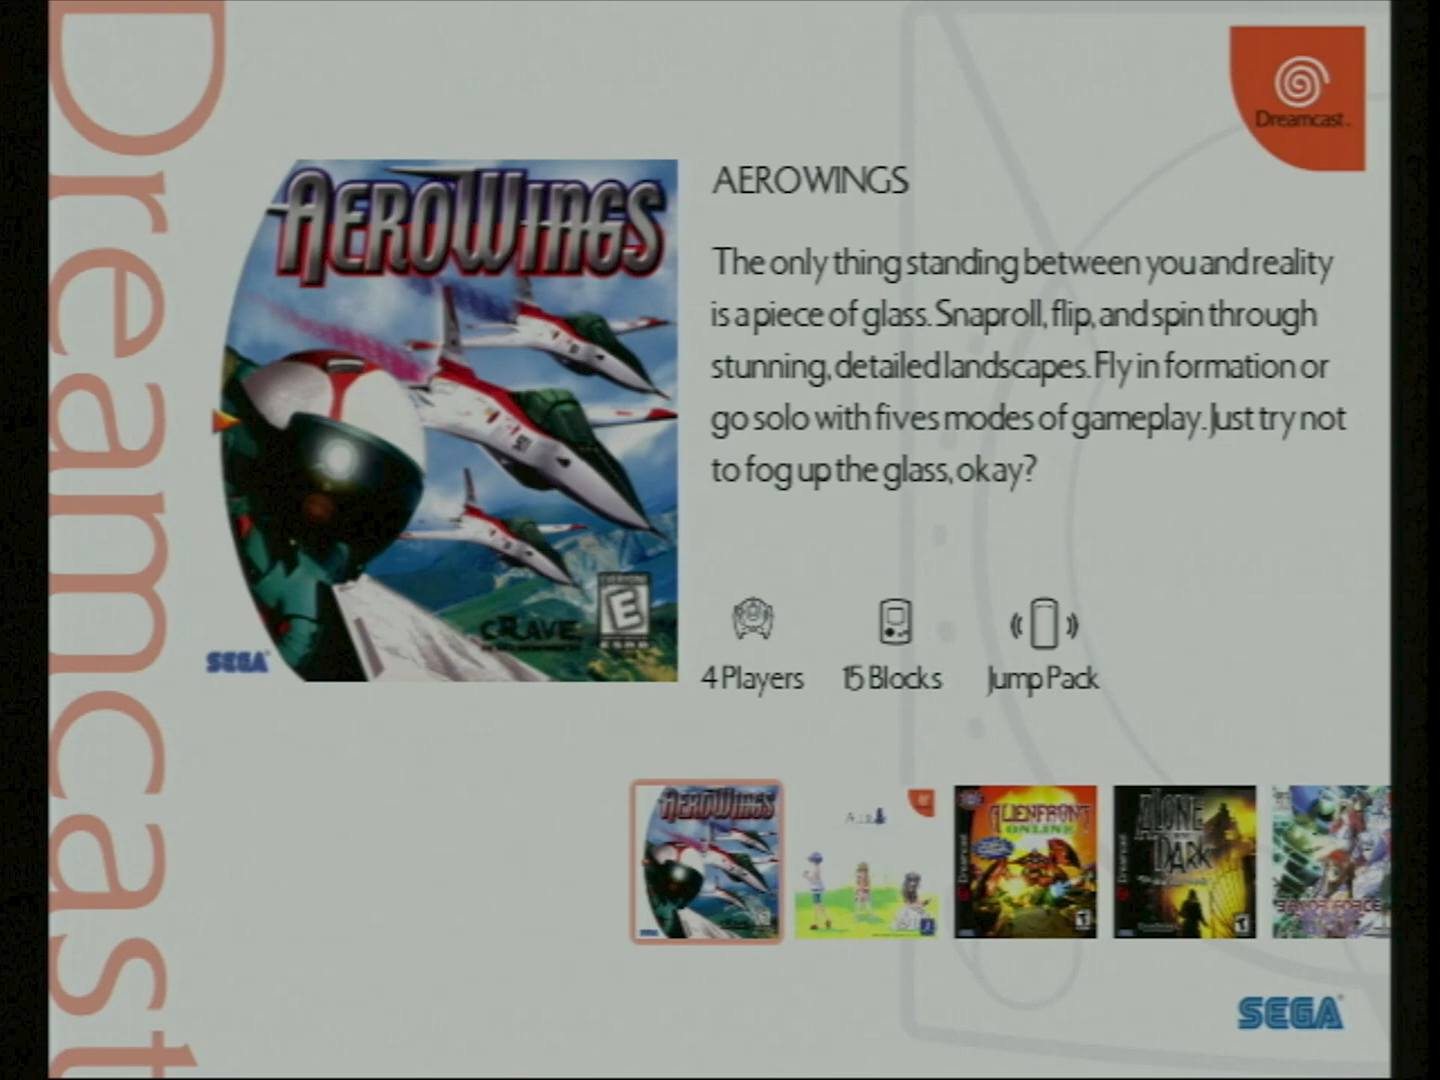 Dreamcast
Dreamcast
AEROWINGS
AEROWINGS
The only thing standing between you and reality
is a piece of glass. Snaproll, flip, and spin through
stunning, detailed landscapes. Fly in formation or
go solo with fives modes of gameplay. Just try not
to fog up the glass, okay?
CRAVE
E
SEGA
4 Players
15 Blocks
Jump Pack
AEROWINGS
AIR
ALIENFRONT
ONLINE
Dreamcast
T
ALONE
DARK
Dreamcast
T
SEGA